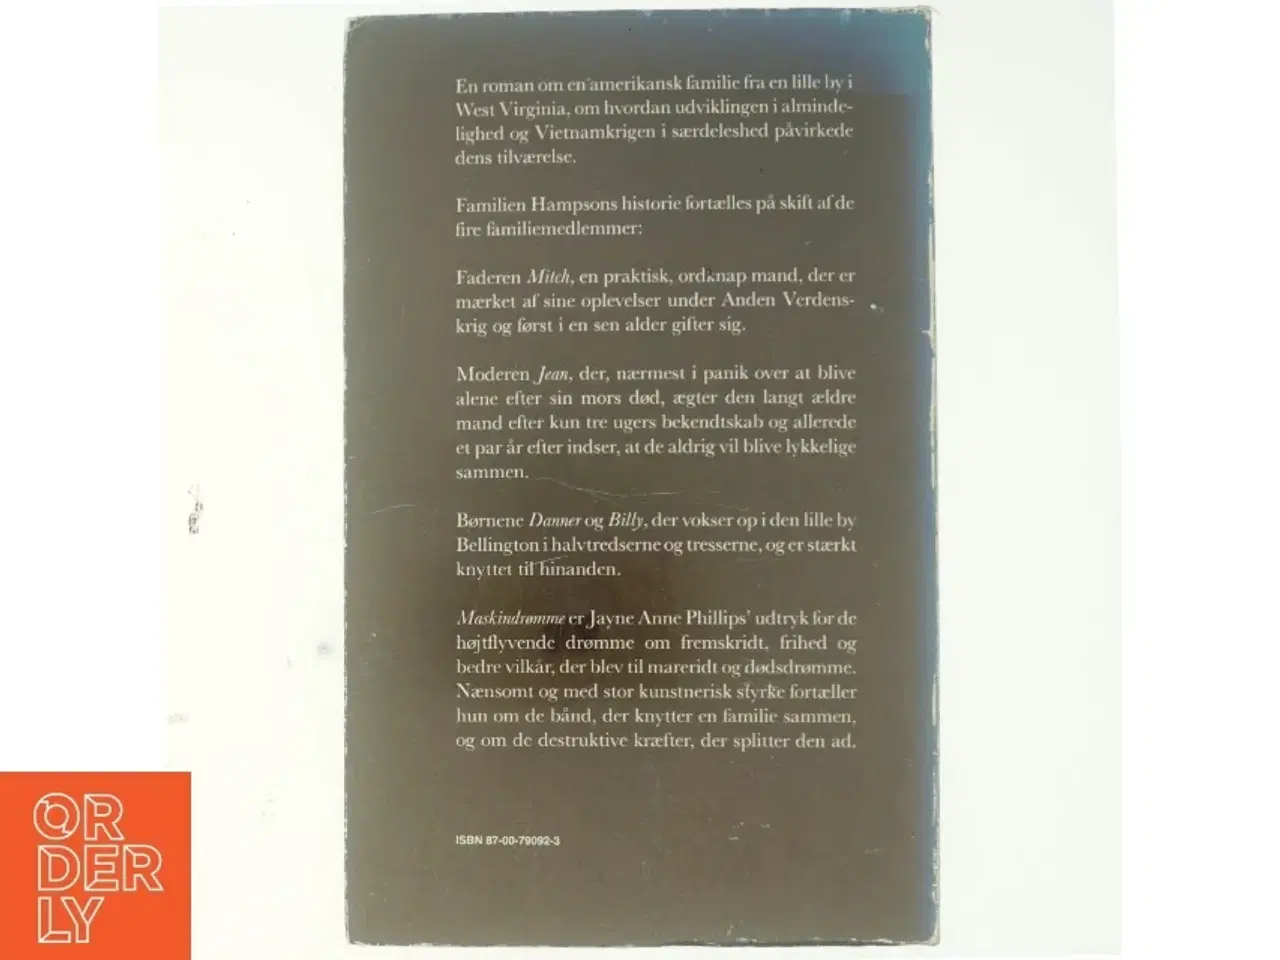 En roman om en amerikansk familie fra en lille by i
West Virginia, om hvordan udviklingen i alminde-
lighed og Vietnamkrigen i særdeleshed påvirkede
dens tilværelse.
Familien Hampsons historie fortælles på skift af de
fire familiemedlemmer:
Faderen Mitch, en praktisk, ordknap mand, der er
mærket af sine oplevelser under Anden Verdens-
krig og først i en sen alder gifter sig.
Moderen Jean, der, nærmest i panik over at blive
alene efter sin mors død, ægter den langt ældre
mand efter kun tre ugers bekendtskab og allerede
et par år efter indser, at de aldrig vil blive lykkelige
sammen.
Børnene Danner og Billy, der vokser op i den lille by
Bellington i halvtredserne og tresserne, og er stærkt
knyttet til hinanden.
Maskindrømme er Jayne Anne Phillips' udtryk for de
højtflyvende drømme om fremskridt, frihed og
bedre vilkår, der blev til mareridt og dødsdrømme.
Nænsomt og med stor kunstnerisk styrke fortæller
hun om de bånd, der knytter en familie sammen,
og om de destruktive kræfter, der splitter den ad.
ISBN 87-00-79092-3
OR
DER
LY